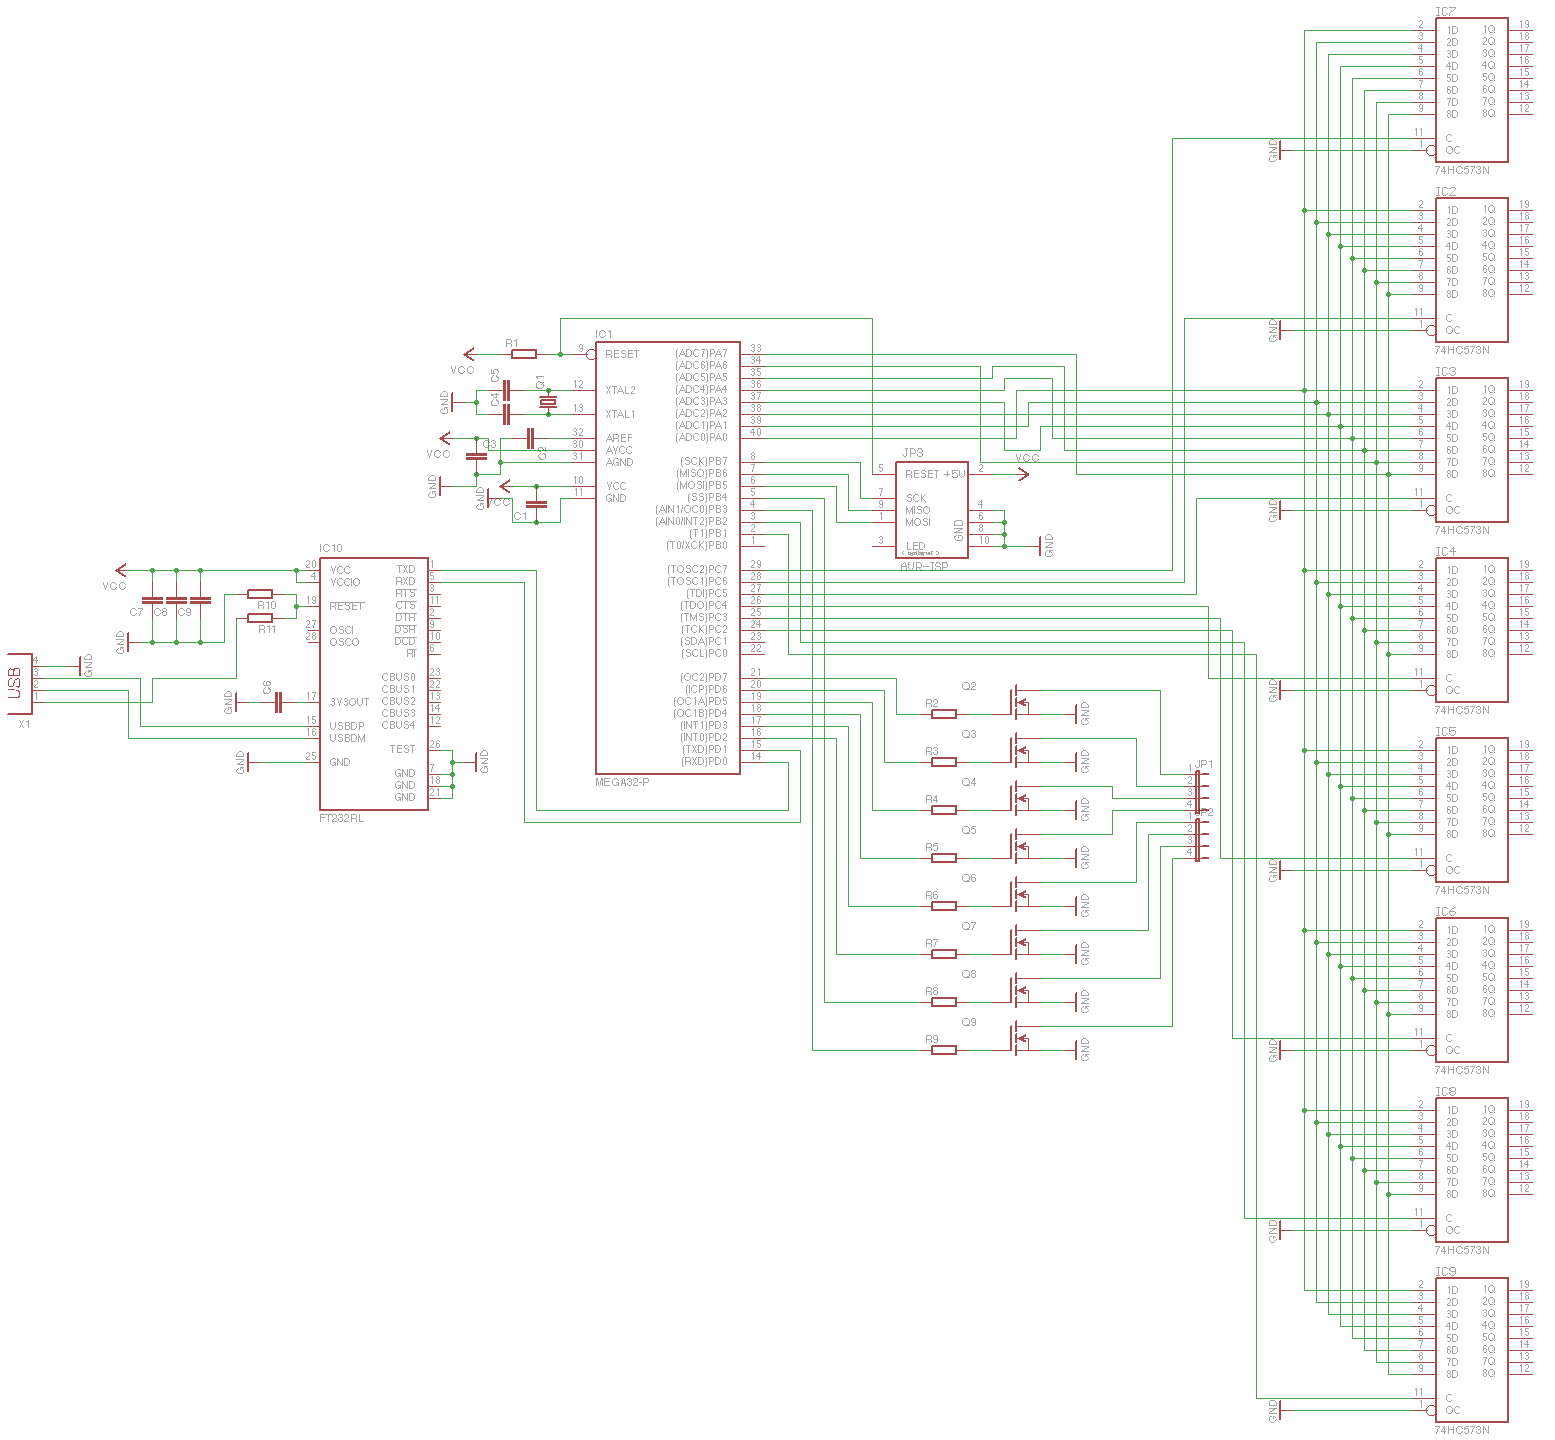 IC7
2 1D 1Q 19
3 2D 2Q 18
4 3D 3Q 17
5 4D 4Q 16
6 5D 5Q 15
7 6D 6Q 14
8 7D 7Q 13
9 8D 8Q 12
11 C
GND 1 OC
74HC573N
IC2
2 1D 1Q 19
3 2D 2Q 18
4 3D 3Q 17
5 4D 4Q 16
6 5D 5Q 15
7 6D 6Q 14
8 7D 7Q 13
9 8D 8Q 12
11 C
GND 1 OC
74HC573N
IC3
2 1D 1Q 19
3 2D 2Q 18
4 3D 3Q 17
5 4D 4Q 16
6 5D 5Q 15
7 6D 6Q 14
8 7D 7Q 13
9 8D 8Q 12
11 C
GND 1 OC
74HC573N
IC4
2 1D 1Q 19
3 2D 2Q 18
4 3D 3Q 17
5 4D 4Q 16
6 5D 5Q 15
7 6D 6Q 14
8 7D 7Q 13
9 8D 8Q 12
11 C
GND 1 OC
74HC573N
IC5
2 1D 1Q 19
3 2D 2Q 18
4 3D 3Q 17
5 4D 4Q 16
6 5D 5Q 15
7 6D 6Q 14
8 7D 7Q 13
9 8D 8Q 12
11 C
GND 1 OC
74HC573N
IC6
2 1D 1Q 19
3 2D 2Q 18
4 3D 3Q 17
5 4D 4Q 16
6 5D 5Q 15
7 6D 6Q 14
8 7D 7Q 13
9 8D 8Q 12
11 C
GND 1 OC
74HC573N
IC8
2 1D 1Q 19
3 2D 2Q 18
4 3D 3Q 17
5 4D 4Q 16
6 5D 5Q 15
7 6D 6Q 14
8 7D 7Q 13
9 8D 8Q 12
11 C
GND 1 OC
74HC573N
IC9
2 1D 1Q 19
3 2D 2Q 18
4 3D 3Q 17
5 4D 4Q 16
6 5D 5Q 15
7 6D 6Q 14
8 7D 7Q 13
9 8D 8Q 12
11 C
GND 1 OC
74HC573N
IC1
R1 9 RESET (ADC7)PA7 33
VCC (ADC6)PA6 34
C5 Q1 (ADC5)PA5 35
12 XTAL2 (ADC4)PA4 36
GND C4 (ADC3)PA3 37
13 XTAL1 (ADC2)PA2 38
(ADC1)PA1 39
32 AREF (ADC0)PA0 40
VCC C3 C2 30 AVCC
31 AGND (SCK)PB7 8
(MISO)PB6 7
GND GND VCC 10 VCC (MOSI)PB5 6
11 GND (SS)PB4 5
C1 (AIN1/OC0)PB3 4
(AIN0/INT2)PB2 3
(T1)PB1 2
(T0/XCK)PB0 1
(TOSC2)PC7 29
(TOSC1)PC6 28
(TDI)PC5 27
(TDO)PC4 26
(TMS)PC3 25
(TCK)PC2 24
(SDA)PC1 23
(SCL)PC0 22
(OC2)PD7 21
(ICP)PD6 20
(OC1A)PD5 19
(OC1B)PD4 18
(INT1)PD3 17
(INT0)PD2 16
(TXD)PD1 15
(RXD)PD0 14
MEGA32-P
JP3
VCC
5 RESET +5V 2
7 SCK
9 MISO 4
1 MOSI 6
GND 8
3 LED 10 GND
( optional )
AVR-ISP
IC10
20 VCC TXD 1
VCC 4 VCCIO RXD 5
RTS 3
C7 C8 C9 R10 19 RESET CTS 11
DTR 2
R11 27 OSCI DSR 9
GND 28 OSCO DCD 10
RI 6
USB 4 GND
3 CBUS0 23
2 CBUS1 22
1 GND C6 17 3V3OUT CBUS2 13
X1 CBUS3 14
15 USBDP CBUS4 12
16 USBDM
TEST 26
GND 25 GND GND
GND 7
GND 18
GND 21
FT232RL
Q2
R2 GND
Q3
R3 GND
Q4
R4 GND
Q5
R5 GND
Q6
R6 GND
Q7
R7 GND
Q8
R8 GND
Q9
R9 GND
JP1
1
2
3
4
JP2
1
2
3
4